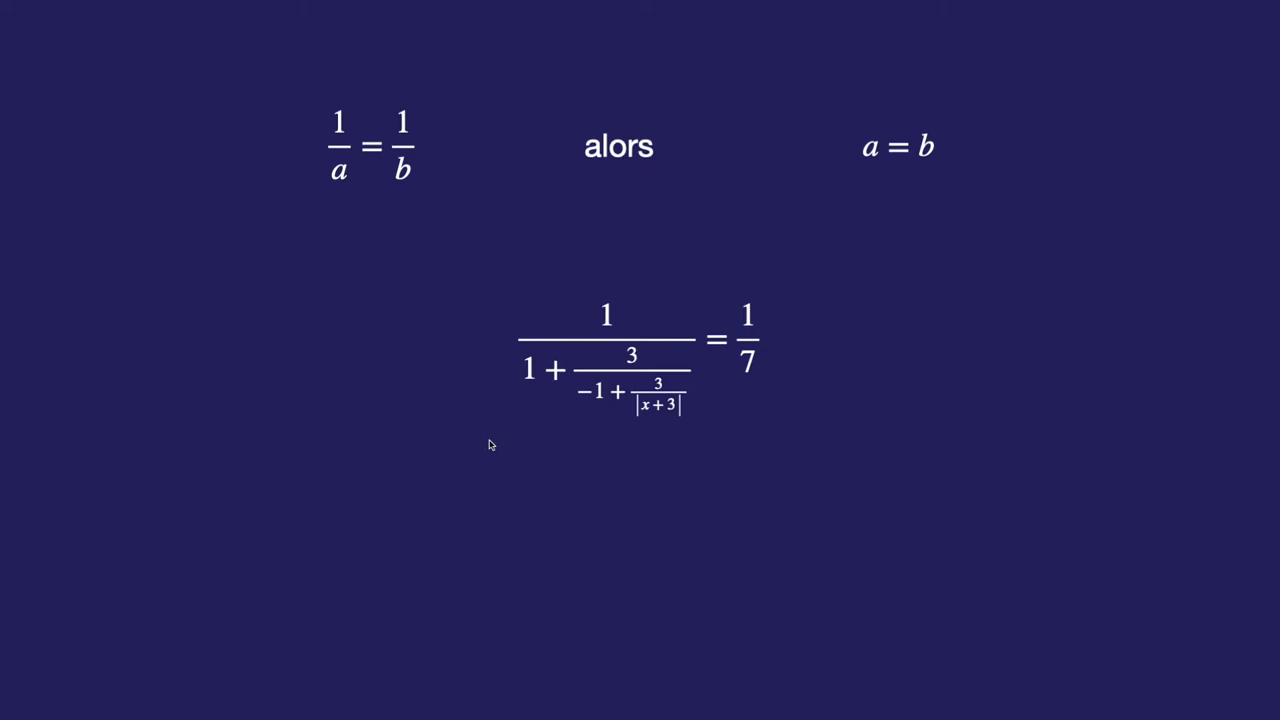 1/a = 1/b alors a = b
1/(1 + 3/(−1 + 3/|x + 3|)) = 1/7